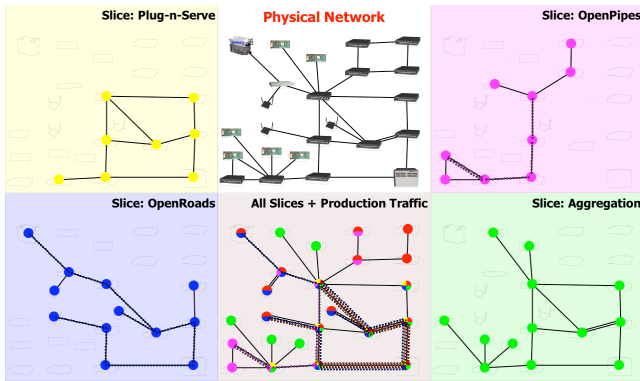 Slice: Plug-n-Serve
Physical Network
Slice: OpenPipes
Slice: OpenRoads
All Slices + Production Traffic
Slice: Aggregation